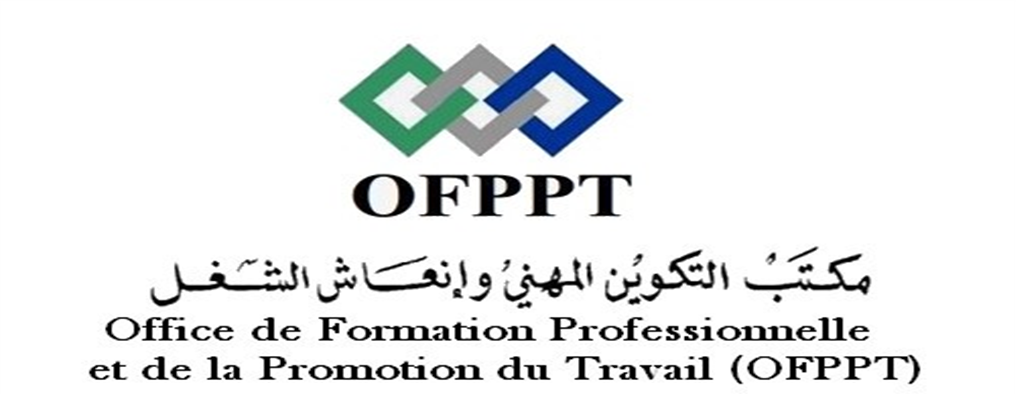 OFPPT
مكتب التكوين المهني وإنعاش الشغل
Office de Formation Professionnelle
et de la Promotion du Travail (OFPPT)